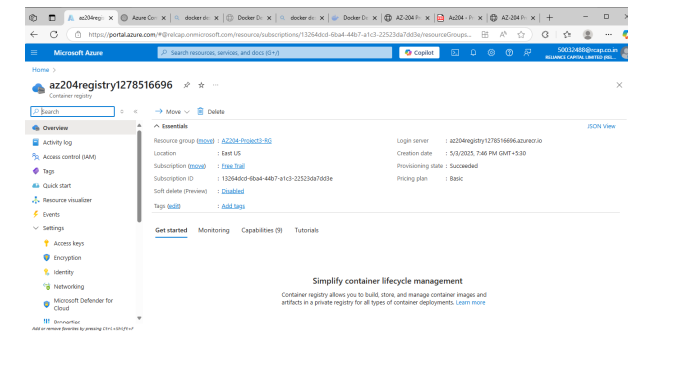 az204regis
Azure Cor
docker de
Docker De
docker de
Docker De
AZ-204 Pr
Az204 - Pr
AZ-204 Pr
https://portal.azure.com/#@relcap.onmicrosoft.com/resource/subscriptions/13264dcd-6ba4-44b7-a1c3-22523da7dd3e/resourceGroups...
Microsoft Azure
Search resources, services, and docs (G+/)
Copilot
50032488@rcap.co.in
RELIANCE CAPITAL LIMITED (REL...
Home >
az204registry1278516696
Container registry
Search
Move
Delete
Overview
Activity log
Access control (IAM)
Tags
Quick start
Resource visualizer
Events
Settings
Access keys
Encryption
Identity
Networking
Microsoft Defender for Cloud
Properties
Add or remove favorites by pressing Ctrl+Shift+F
Essentials
JSON View
Resource group (move) : AZ204-Project3-RG
Location : East US
Subscription (move) : Free Trail
Subscription ID : 13264dcd-6ba4-44b7-a1c3-22523da7dd3e
Soft delete (Preview) : Disabled
Login server : az204registry1278516696.azurecr.io
Creation date : 5/3/2025, 7:46 PM GMT+5:30
Provisioning state : Succeeded
Pricing plan : Basic
Tags (edit) : Add tags
Get started Monitoring Capabilities (9) Tutorials
Simplify container lifecycle management
Container registry allows you to build, store, and manage container images and
artifacts in a private registry for all types of container deployments. Learn more